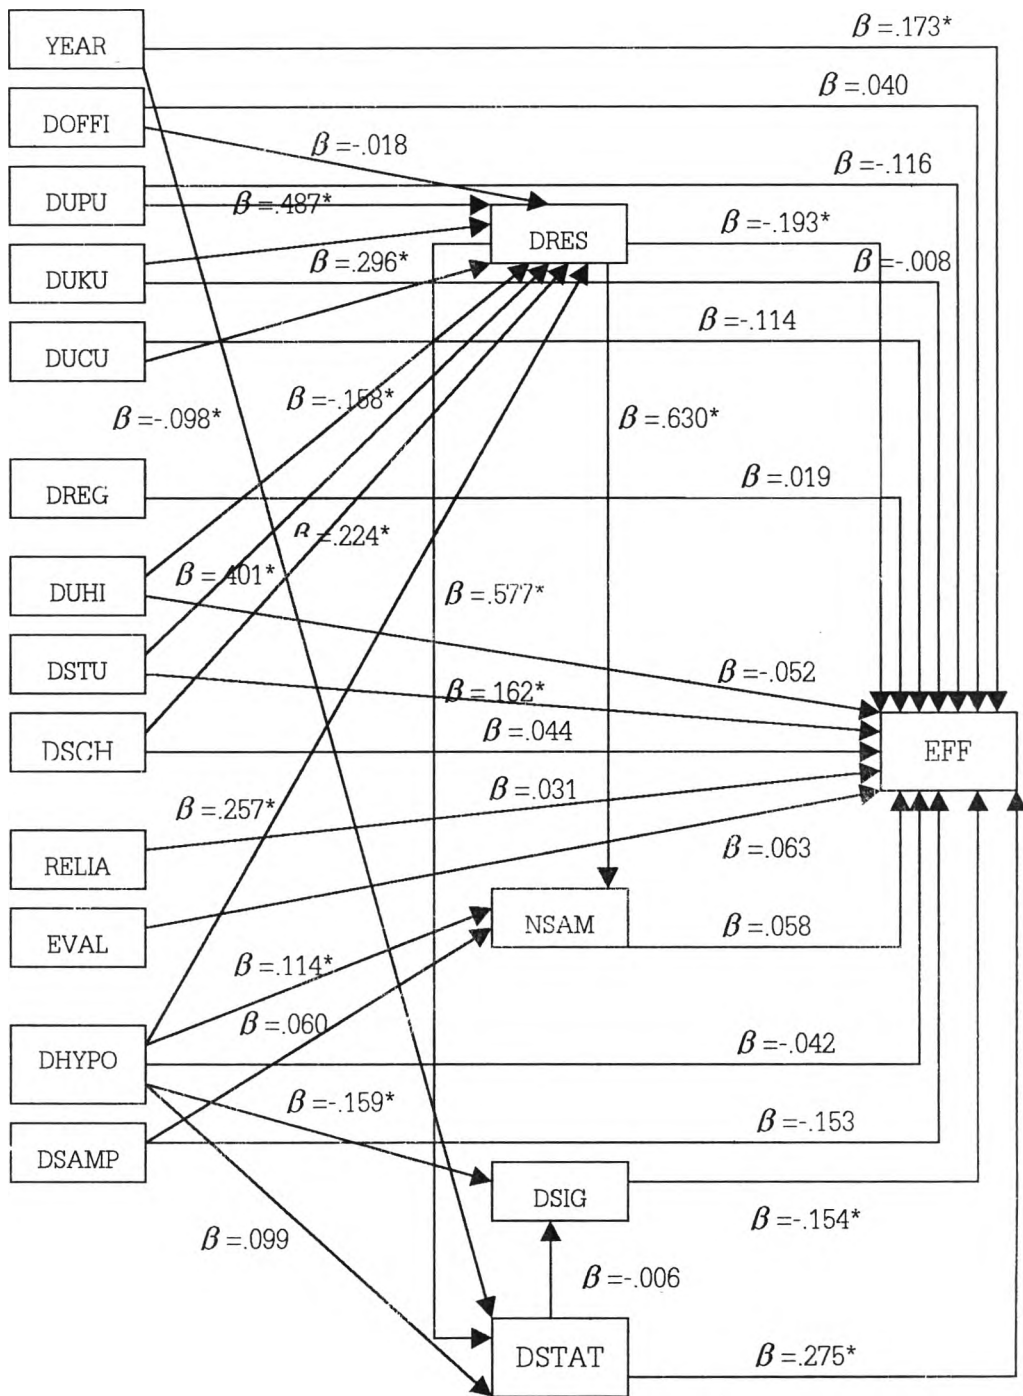 YEAR
β =.173*
β =.040
DOFFI
β =-.018
β =-.116
DUPU
β =.487*
DRES
β =-.193*
DUKU
β =.296*
β =-.008
β =-.114
DUCU
β =-.098*
β =-.158*
β =.630*
DREG
β =.019
β =.224*
DUHI
β =.401*
β =.577*
DSTU
β =-.052
β =.162*
DSCH
β =.044
EFF
β =.257*
β =.031
RELIA
β =.063
EVAL
NSAM
β =.058
β =.114*
β =.060
DHYPO
β =-.042
β =-.159*
β =-.153
DSAMP
DSIG
β =-.154*
β =.099
β =-.006
DSTAT
β =.275*